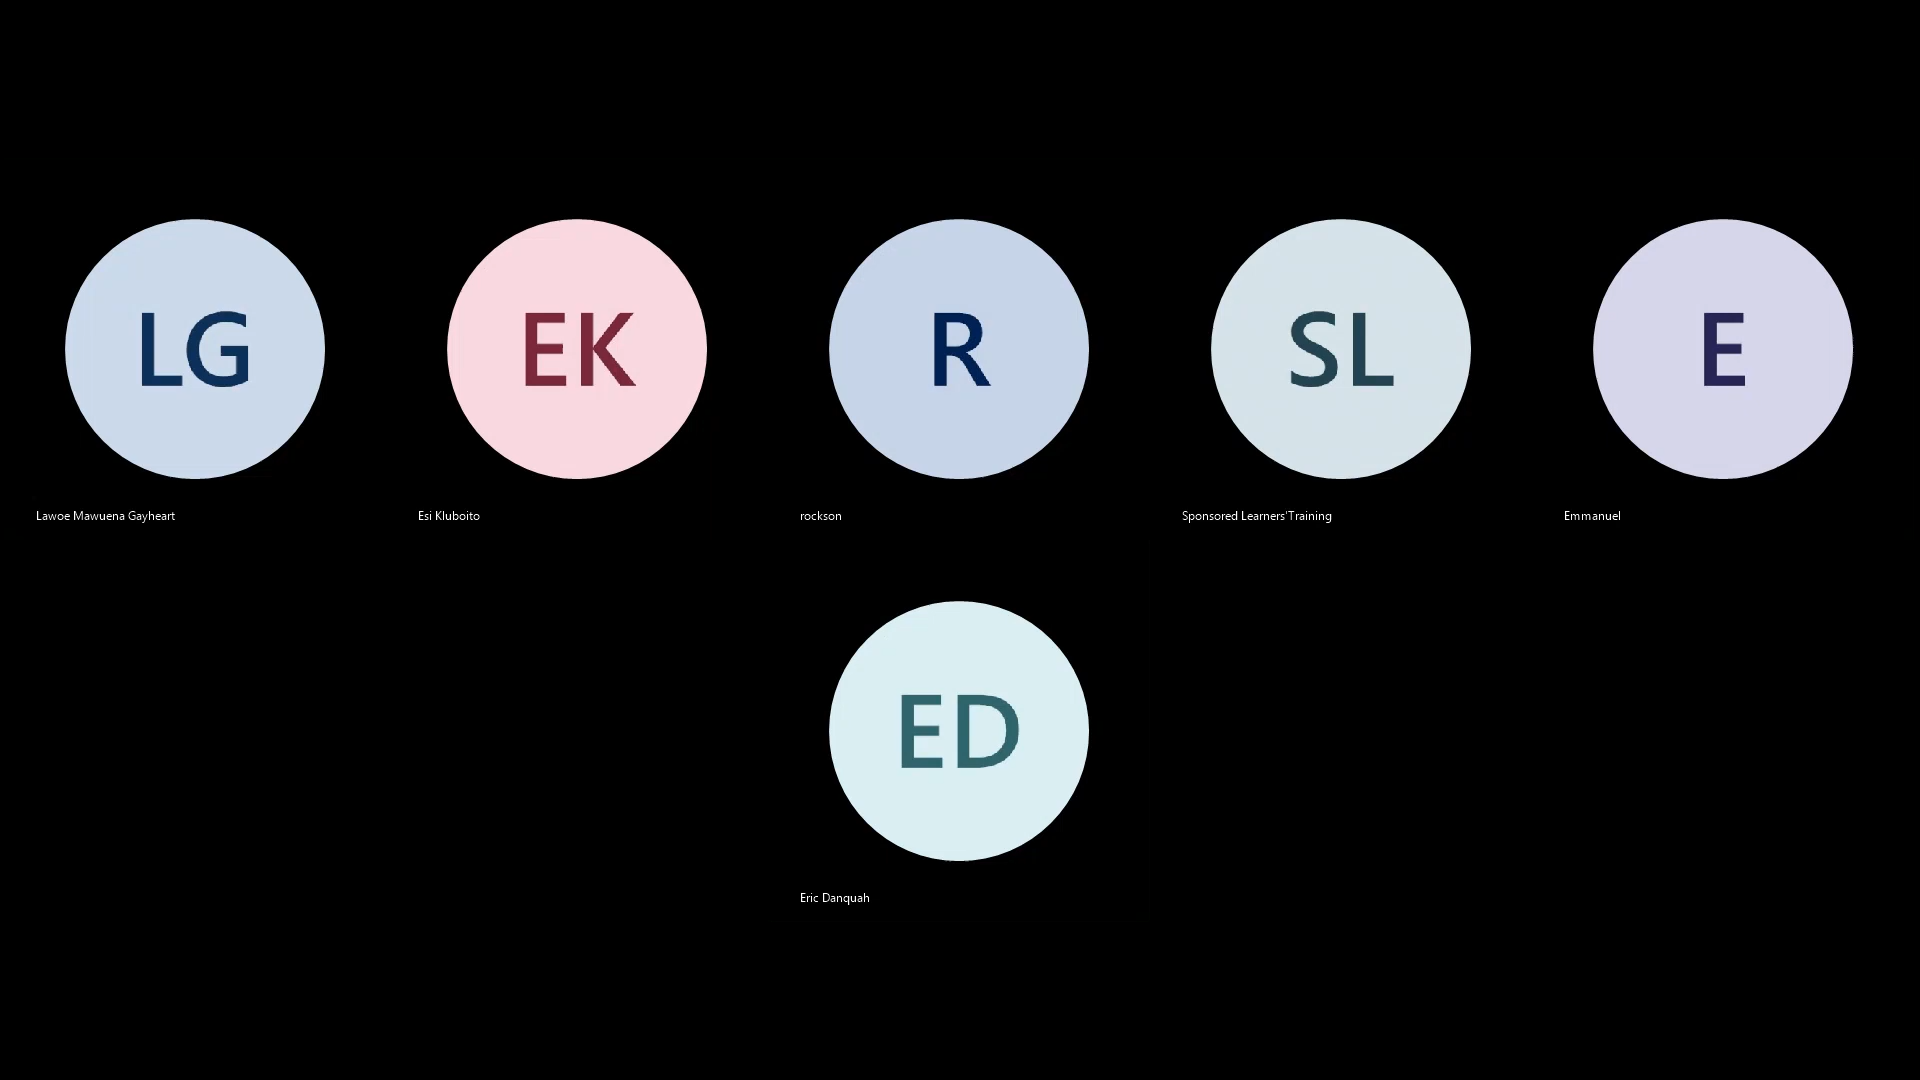 LG
EK
R
SL
E
Lawoe Mawuena Gayheart
Esi Kluboito
rockson
Sponsored Learners'Training
Emmanuel
ED
Eric Danquah